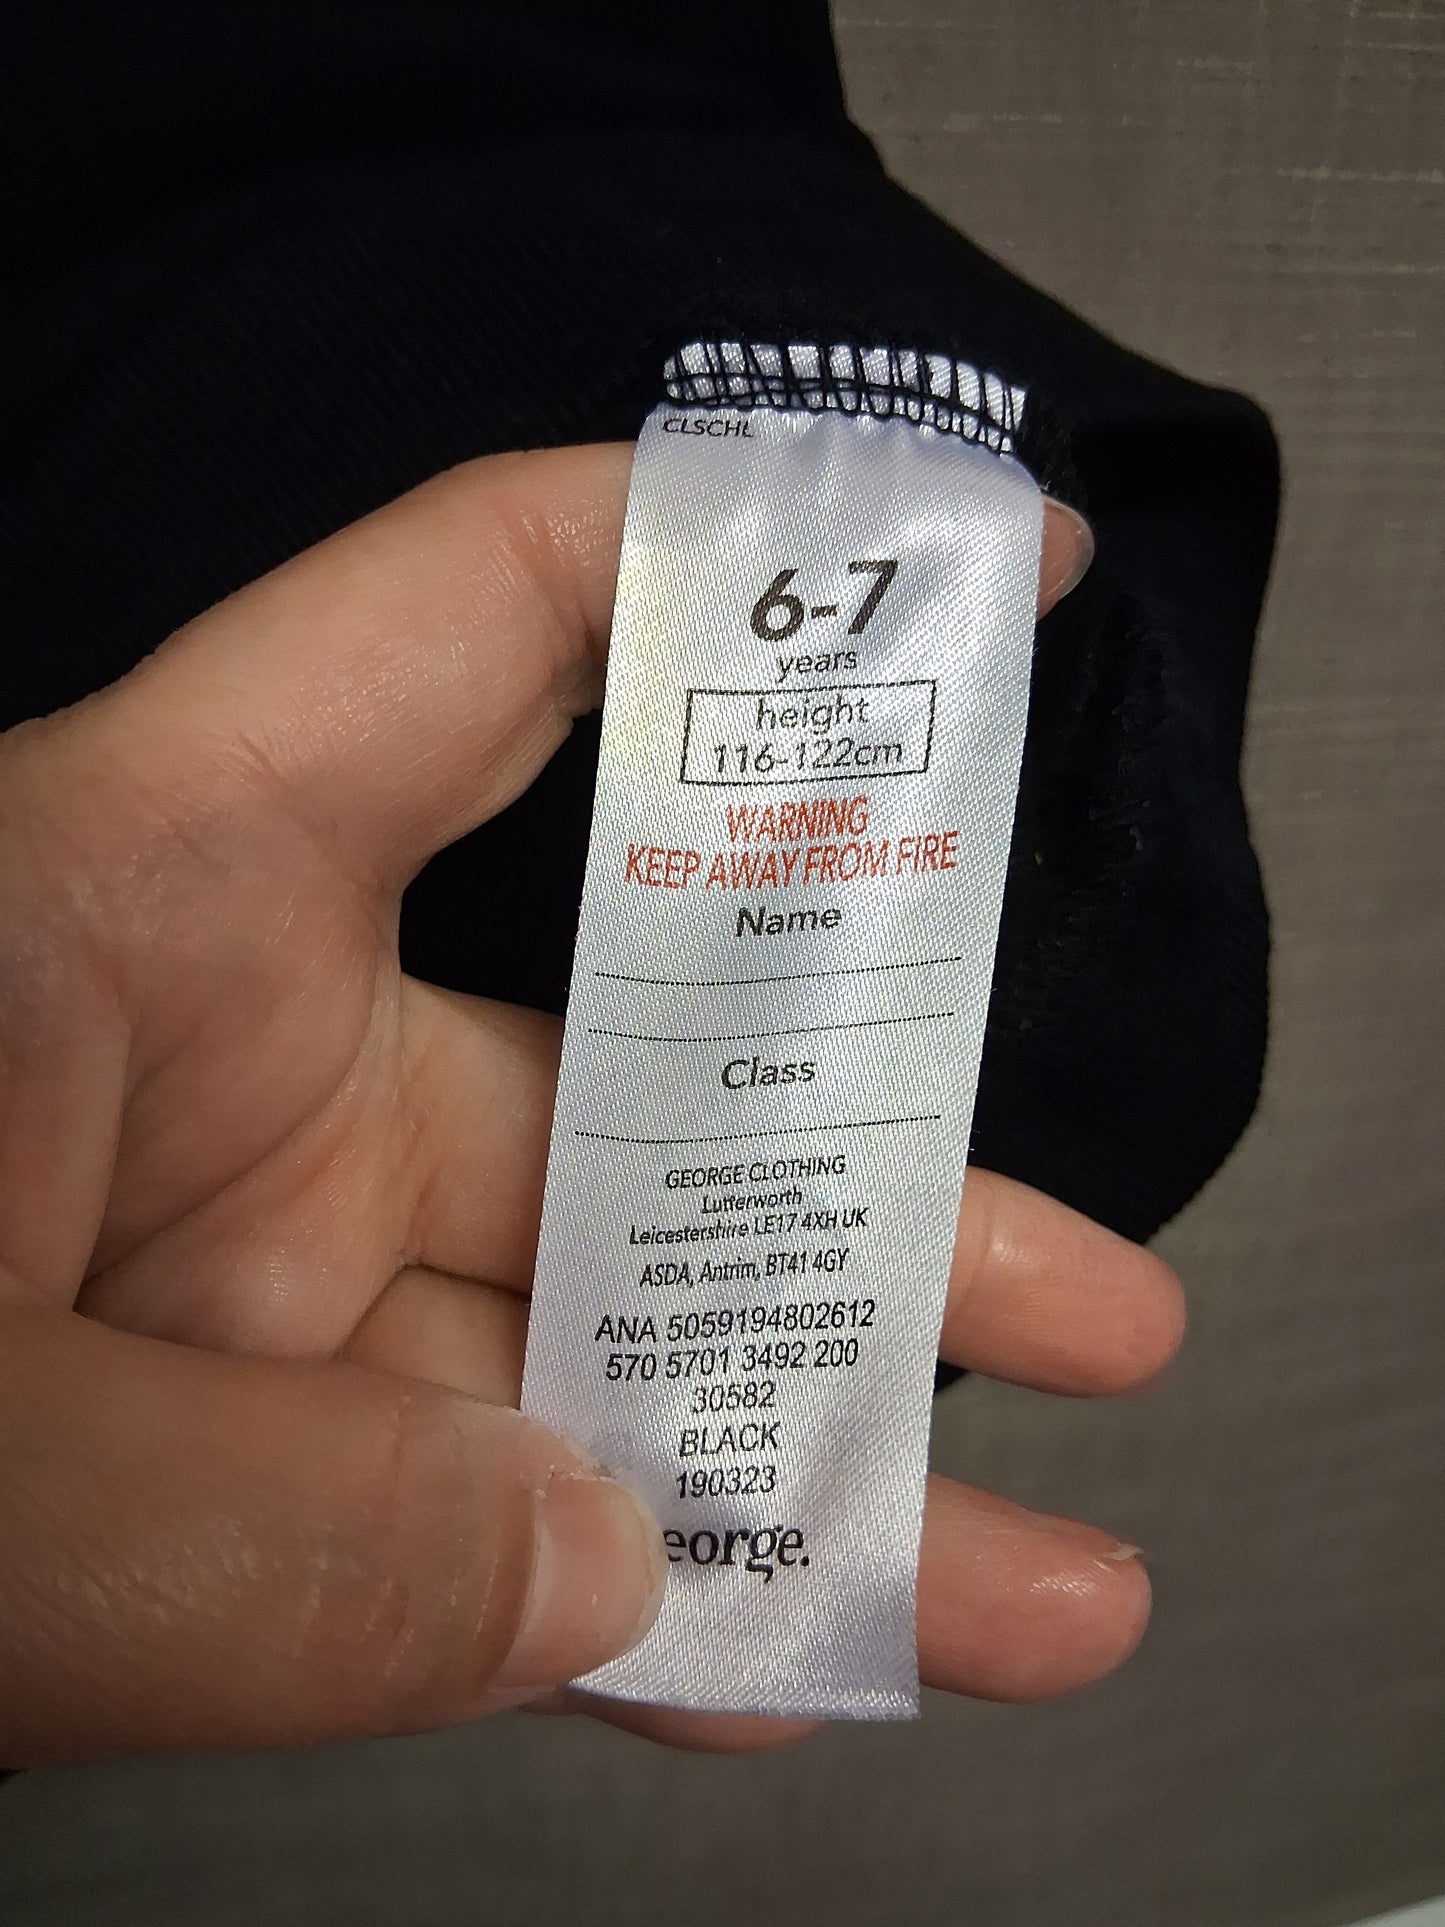 CLSCHL
6-7
years
height
116-122cm
WARNING
KEEP AWAY FROM FIRE
Name
Class
GEORGE CLOTHING
Lutterworth
Leicestershire LE17 4XH UK
ASDA, Antrim, BT41 4GY
ANA 5059194802612
570 5701 3492 200
30582
BLACK
190323
eorge.